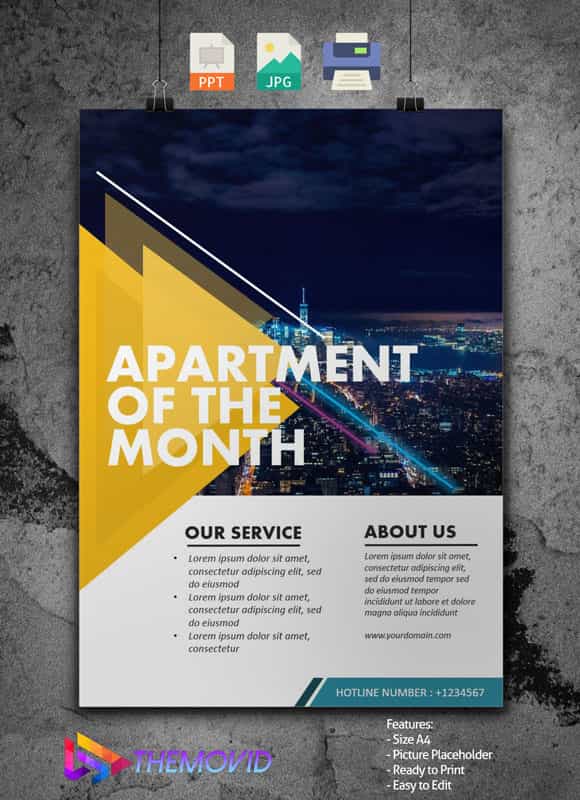 PPT
JPG
APARTMENT
OF THE
MONTH
OUR SERVICE
• Lorem ipsum dolor sit amet,
consectetur adipiscing elit, sed
do eiusmod
• Lorem ipsum dolor sit amet,
consectetur adipiscing elit, sed
do eiusmod
• Lorem ipsum dolor sit amet,
consectetur
ABOUT US
Lorem ipsum dolor sit amet,
consectetur adipiscing elit, sed
do eiusmod tempor sed
do eiusmod tempor
incididunt ut labore et dolore
magna aliqua incididunt
www.yourdomain.com
HOTLINE NUMBER : +1234567
THEMOVID
Features:
- Size A4
- Picture Placeholder
- Ready to Print
- Easy to Edit